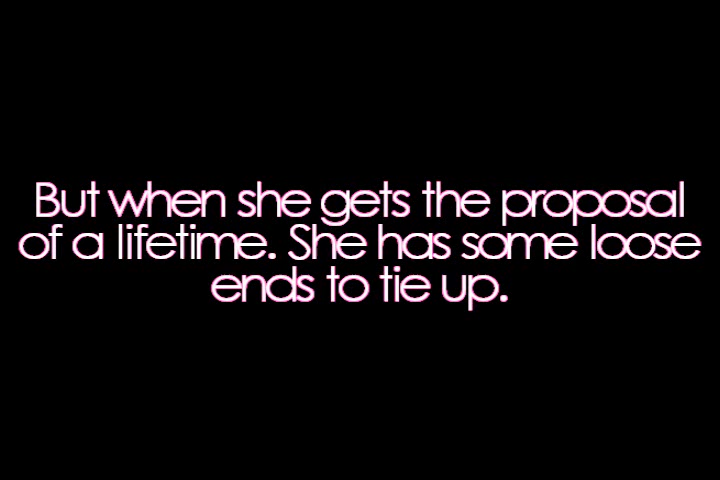 But when she gets the proposal
of a lifetime. She has some loose
ends to tie up.